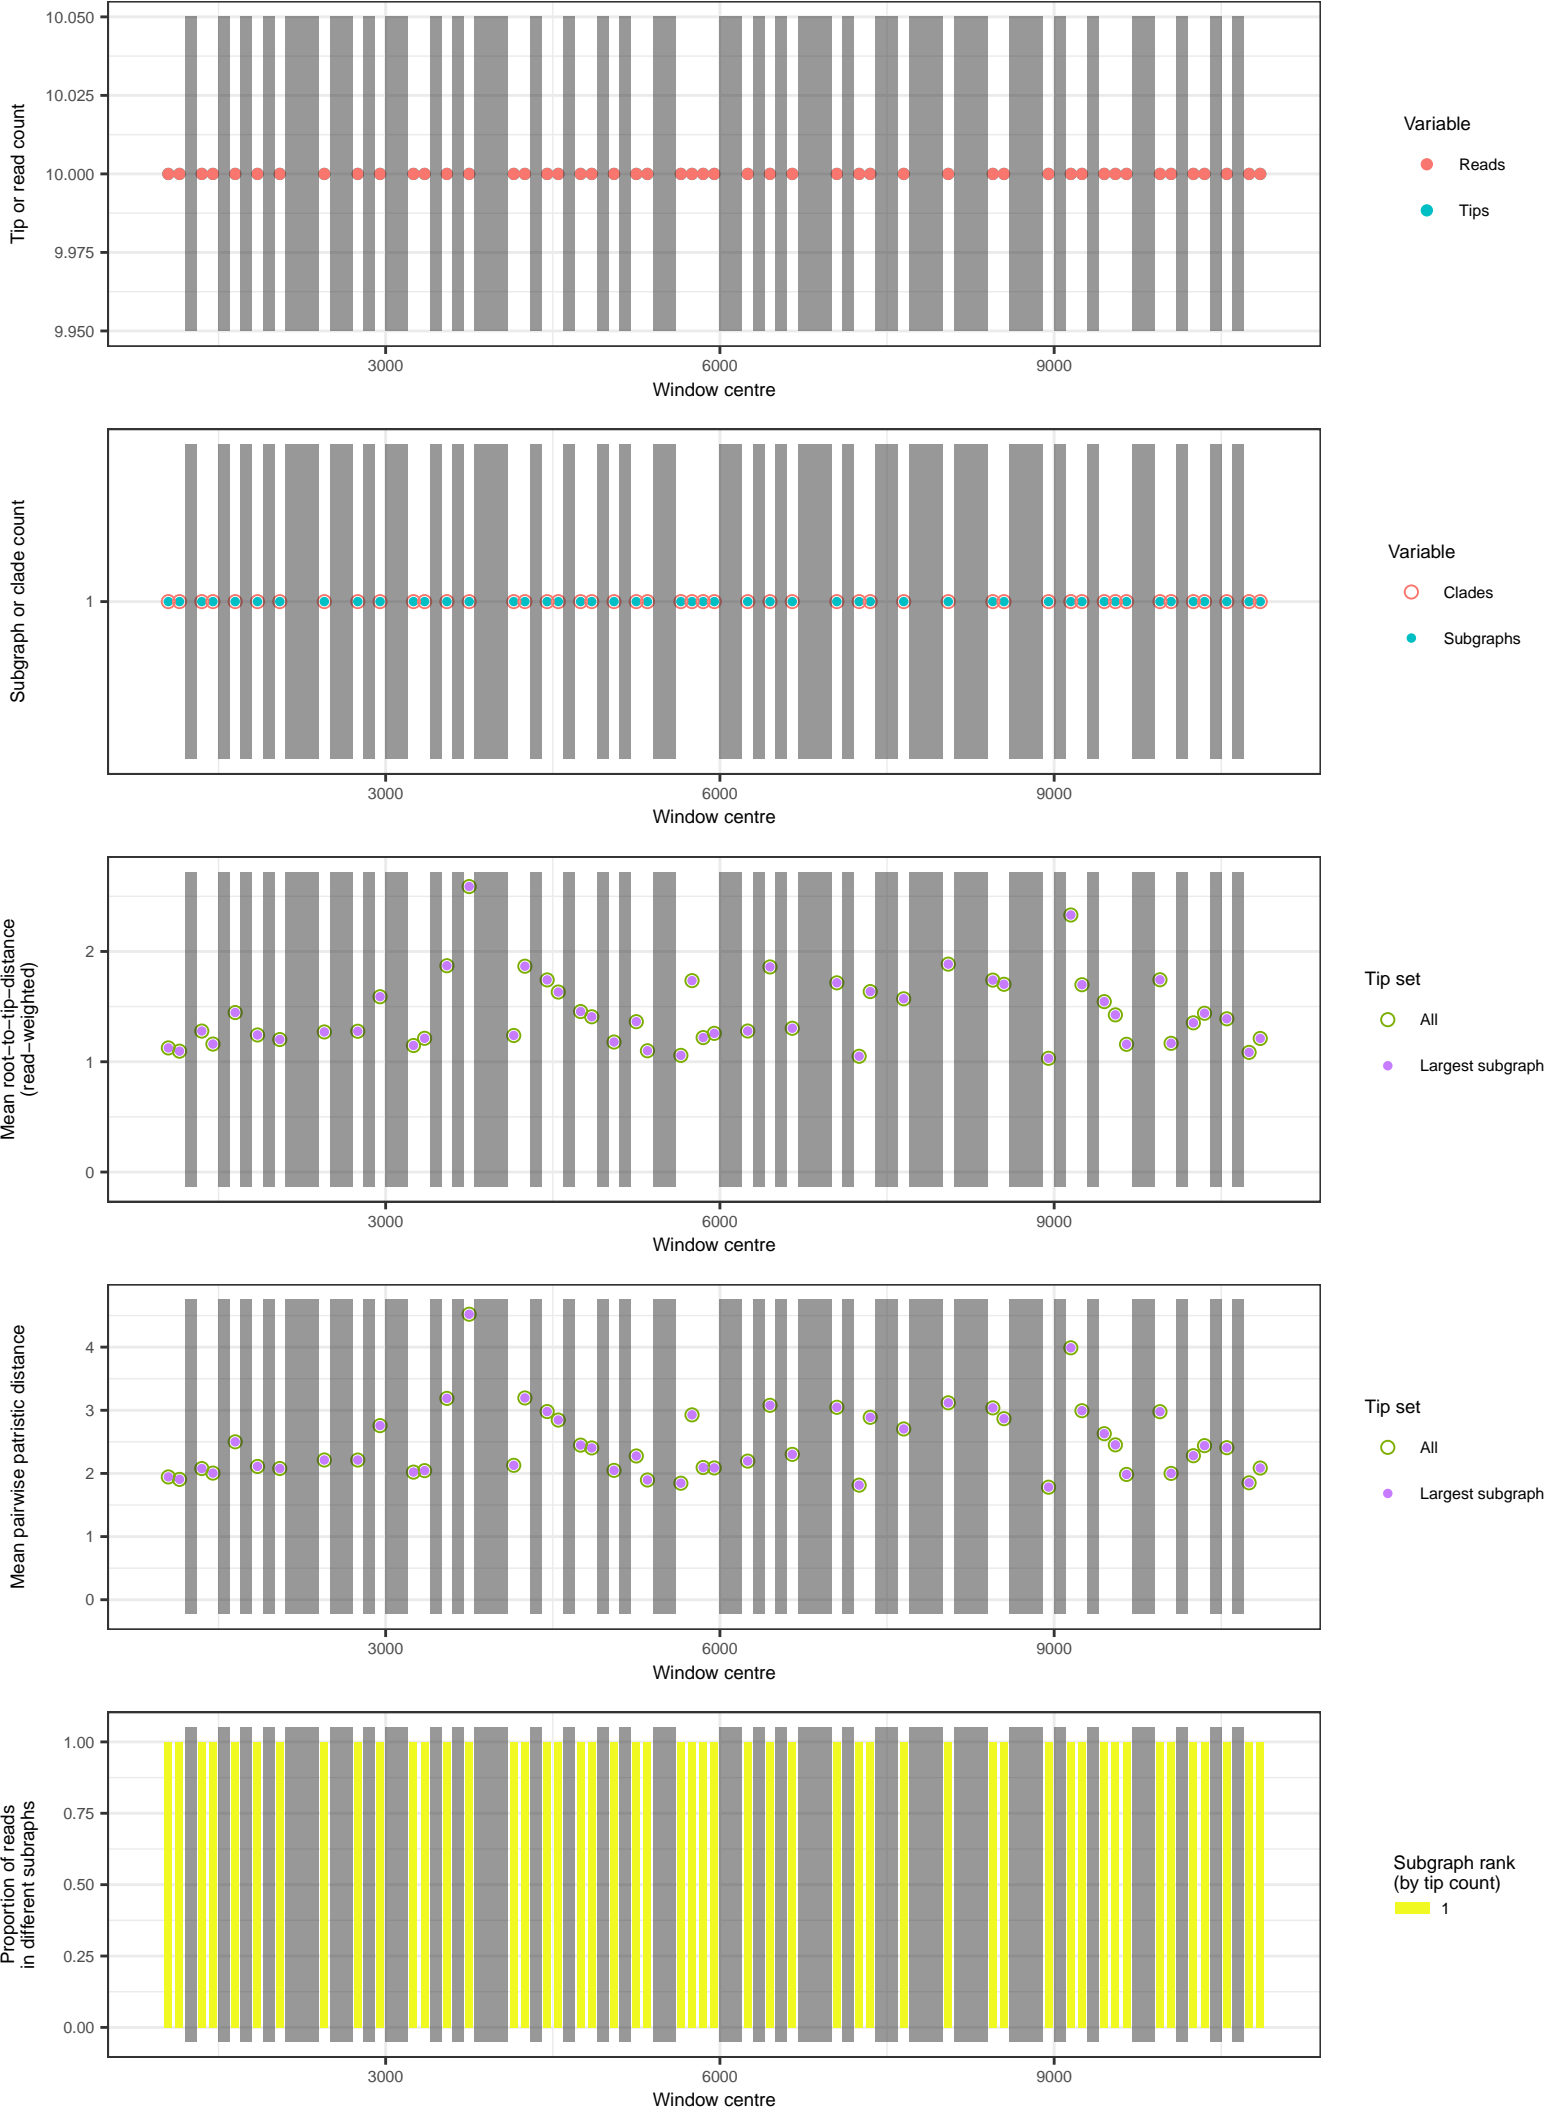 10.050
10.025
10.000
9.975
9.950
Tip or read count
3000
6000
9000
Window centre
Variable
Reads
Tips
1
Subgraph or clade count
3000
6000
9000
Window centre
Variable
Clades
Subgraphs
2
1
0
Mean root−to−tip−distance
(read−weighted)
3000
6000
9000
Window centre
Tip set
All
Largest subgraph
4
3
2
1
0
Mean pairwise patristic distance
3000
6000
9000
Window centre
Tip set
All
Largest subgraph
1.00
0.75
0.50
0.25
0.00
Proportion of reads
in different subraphs
3000
6000
9000
Window centre
Subgraph rank
(by tip count)
1